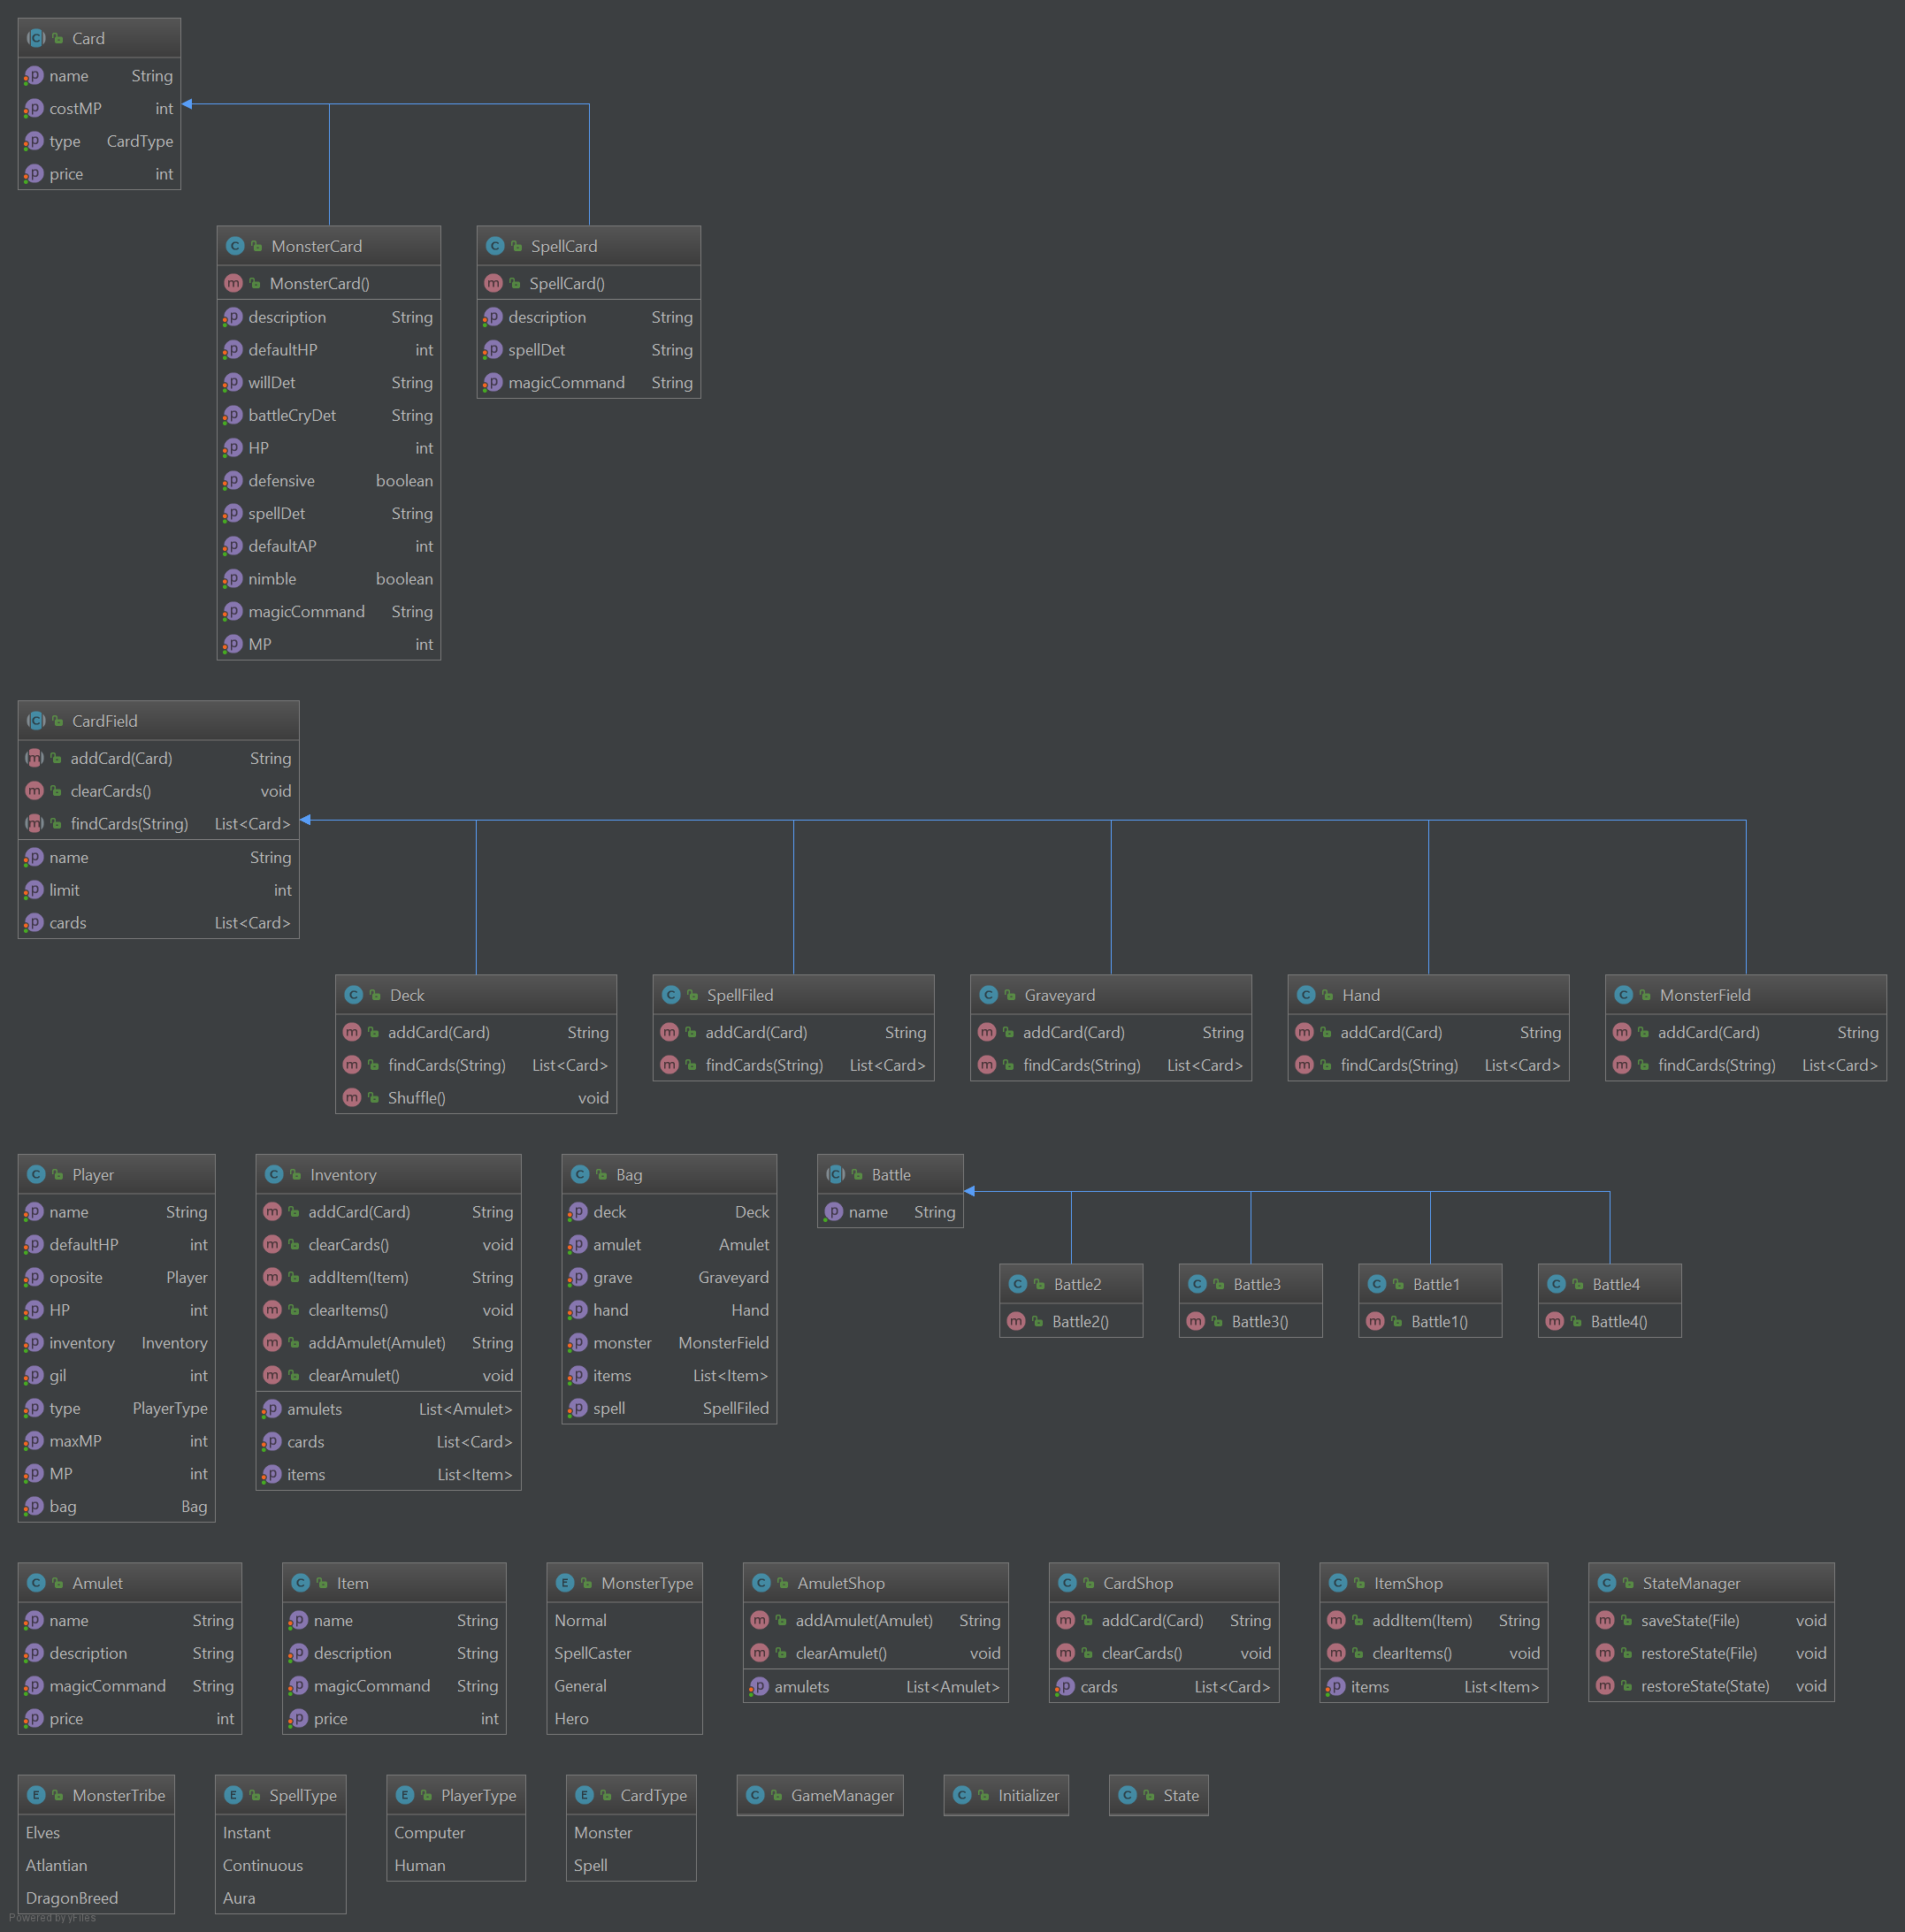 Card
name String
costMP int
type CardType
price int
MonsterCard
MonsterCard()
description String
defaultHP int
willDet String
battleCryDet String
HP int
defensive boolean
spellDet String
defaultAP int
nimble boolean
magicCommand String
MP int
SpellCard
SpellCard()
description String
spellDet String
magicCommand String
CardField
addCard(Card) String
clearCards() void
findCards(String) List<Card>
name String
limit int
cards List<Card>
Deck
addCard(Card) String
findCards(String) List<Card>
Shuffle() void
SpellFiled
addCard(Card) String
findCards(String) List<Card>
Graveyard
addCard(Card) String
findCards(String) List<Card>
Hand
addCard(Card) String
findCards(String) List<Card>
MonsterField
addCard(Card) String
findCards(String) List<Card>
Player
name String
defaultHP int
oposite Player
HP int
inventory Inventory
gil int
type PlayerType
maxMP int
MP int
bag Bag
Inventory
addCard(Card) String
clearCards() void
addItem(Item) String
clearItems() void
addAmulet(Amulet) String
clearAmulet() void
amulets List<Amulet>
cards List<Card>
items List<Item>
Bag
deck Deck
amulet Amulet
grave Graveyard
hand Hand
monster MonsterField
items List<Item>
spell SpellFiled
Battle
name String
Battle2
Battle2()
Battle3
Battle3()
Battle1
Battle1()
Battle4
Battle4()
Amulet
name String
description String
magicCommand String
price int
Item
name String
description String
magicCommand String
price int
MonsterType
Normal
SpellCaster
General
Hero
AmuletShop
addAmulet(Amulet) String
clearAmulet() void
amulets List<Amulet>
CardShop
addCard(Card) String
clearCards() void
cards List<Card>
ItemShop
addItem(Item) String
clearItems() void
items List<Item>
StateManager
saveState(File) void
restoreState(File) void
restoreState(State) void
MonsterTribe
Elves
Atlantian
DragonBreed
SpellType
Instant
Continuous
Aura
PlayerType
Computer
Human
CardType
Monster
Spell
GameManager
Initializer
State
Powered by yFiles